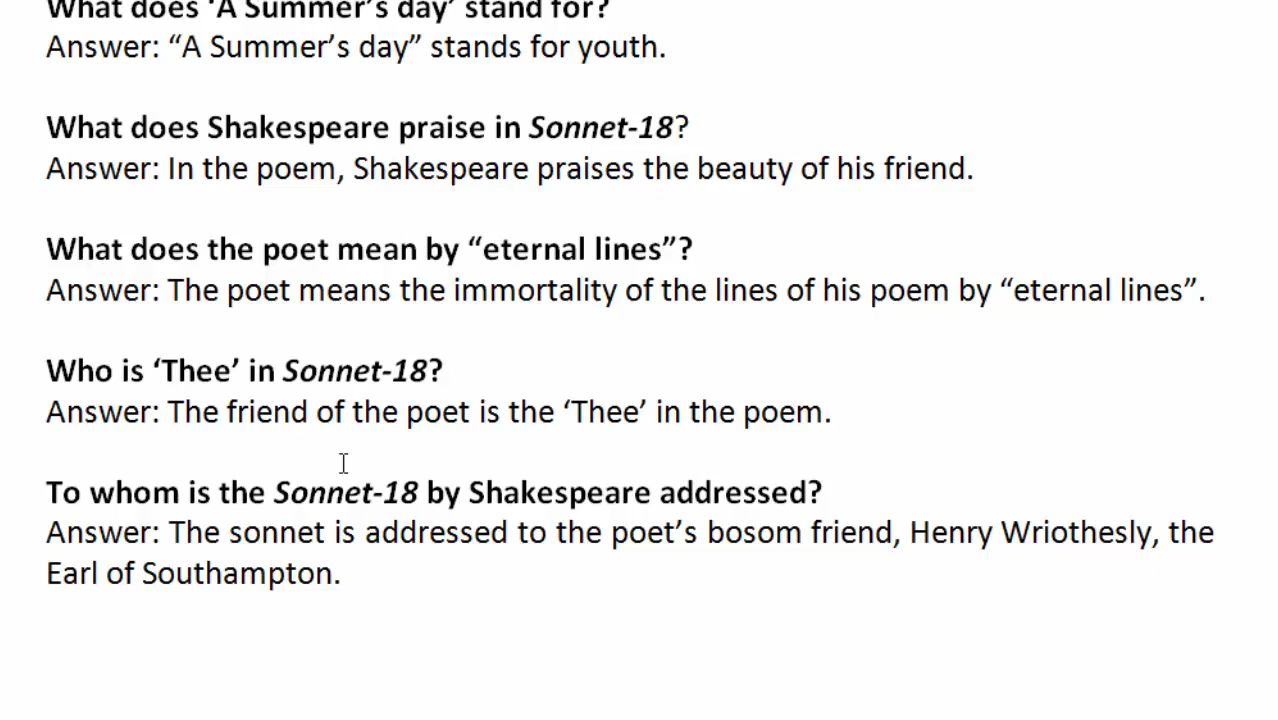 What does ‘A Summer’s day’ stand for?
Answer: “A Summer’s day” stands for youth.
What does Shakespeare praise in Sonnet-18?
Answer: In the poem, Shakespeare praises the beauty of his friend.
What does the poet mean by “eternal lines”?
Answer: The poet means the immortality of the lines of his poem by “eternal lines”.
Who is ‘Thee’ in Sonnet-18?
Answer: The friend of the poet is the ‘Thee’ in the poem.
To whom is the Sonnet-18 by Shakespeare addressed?
Answer: The sonnet is addressed to the poet’s bosom friend, Henry Wriothesly, the
Earl of Southampton.